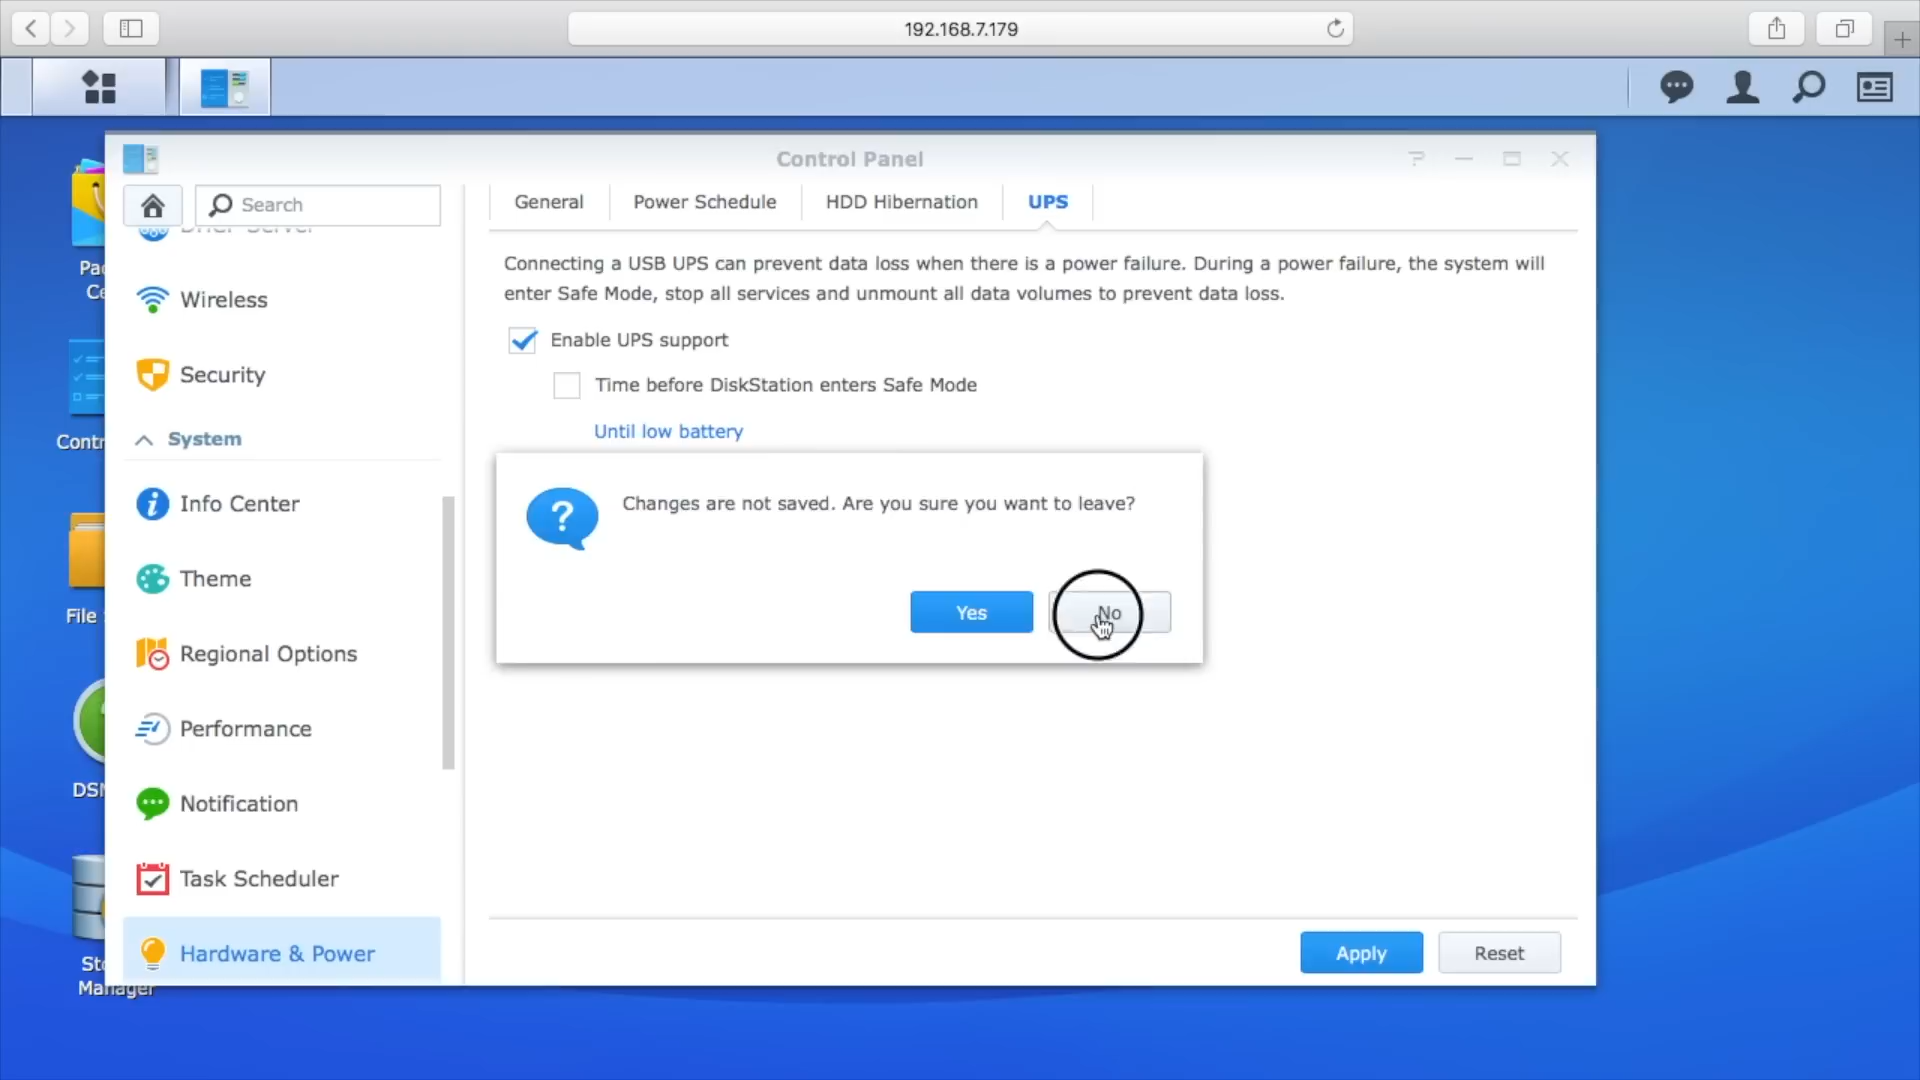 192.168.7.179
Control Panel
Search
General
Power Schedule
HDD Hibernation
UPS
Connecting a USB UPS can prevent data loss when there is a power failure. During a power failure, the system will
enter Safe Mode, stop all services and unmount all data volumes to prevent data loss.
Enable UPS support
Time before DiskStation enters Safe Mode
Until low battery
Changes are not saved. Are you sure you want to leave?
Yes
No
Apply
Reset
Wireless
Security
System
Info Center
Theme
Regional Options
Performance
Notification
Task Scheduler
Hardware & Power
Pac
Ce
Contr
File
DSM
Sto
Manager